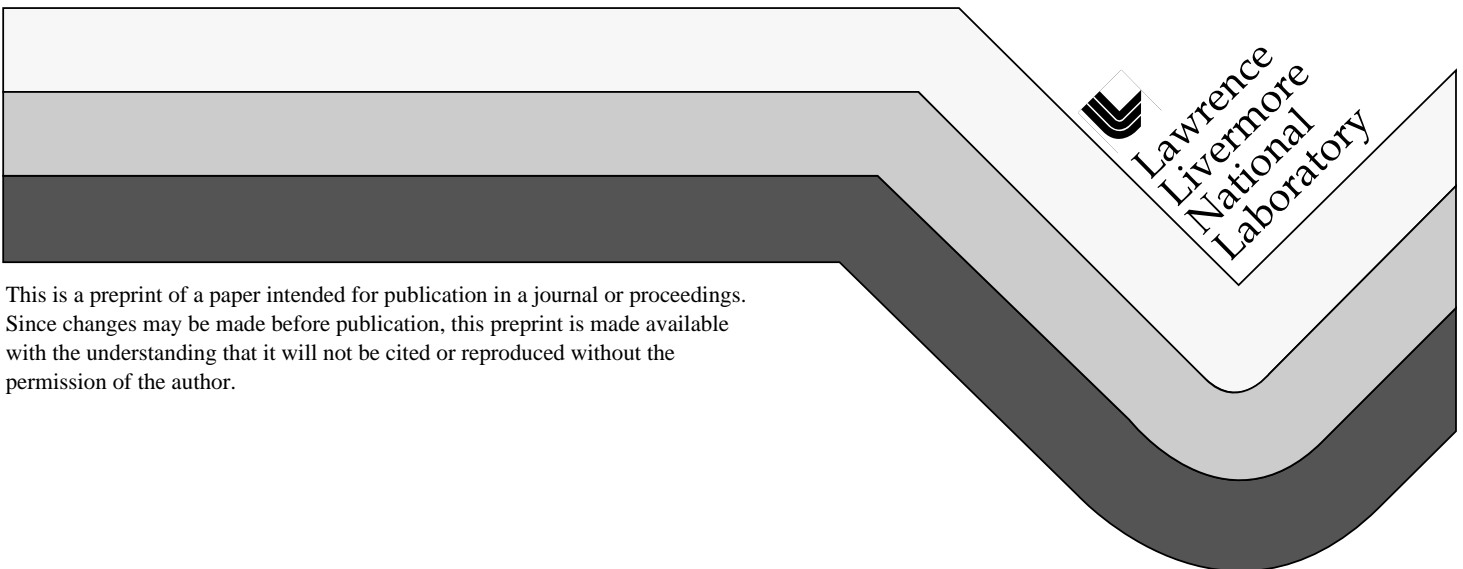 Lawrence
Livermore
National
Laboratory
This is a preprint of a paper intended for publication in a journal or proceedings.
Since changes may be made before publication, this preprint is made available
with the understanding that it will not be cited or reproduced without the
permission of the author.